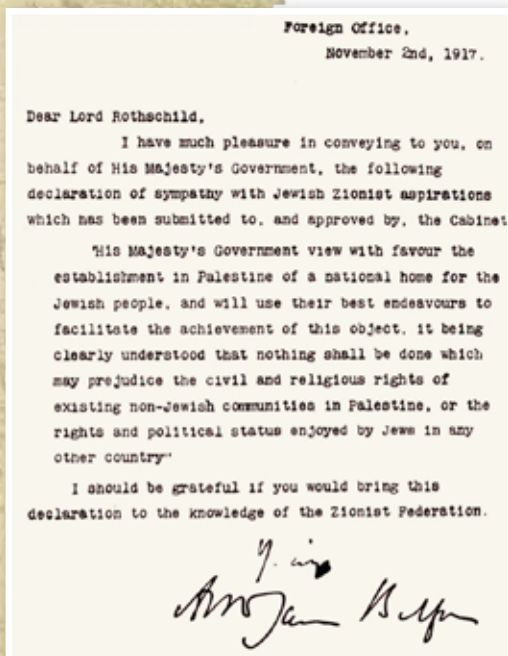 Foreign Office,
November 2nd, 1917.
Dear Lord Rothschild,
I have much pleasure in conveying to you, on
behalf of His Majesty's Government, the following
declaration of sympathy with Jewish Zionist aspirations
which has been submitted to, and approved by, the Cabinet
"His Majesty's Government view with favour the
establishment in Palestine of a national home for the
Jewish people, and will use their best endeavours to
facilitate the achievement of this object, it being
clearly understood that nothing shall be done which
may prejudice the civil and religious rights of
existing non-Jewish communities in Palestine, or the
rights and political status enjoyed by Jews in any
other country"
I should be grateful if you would bring this
declaration to the knowledge of the Zionist Federation.